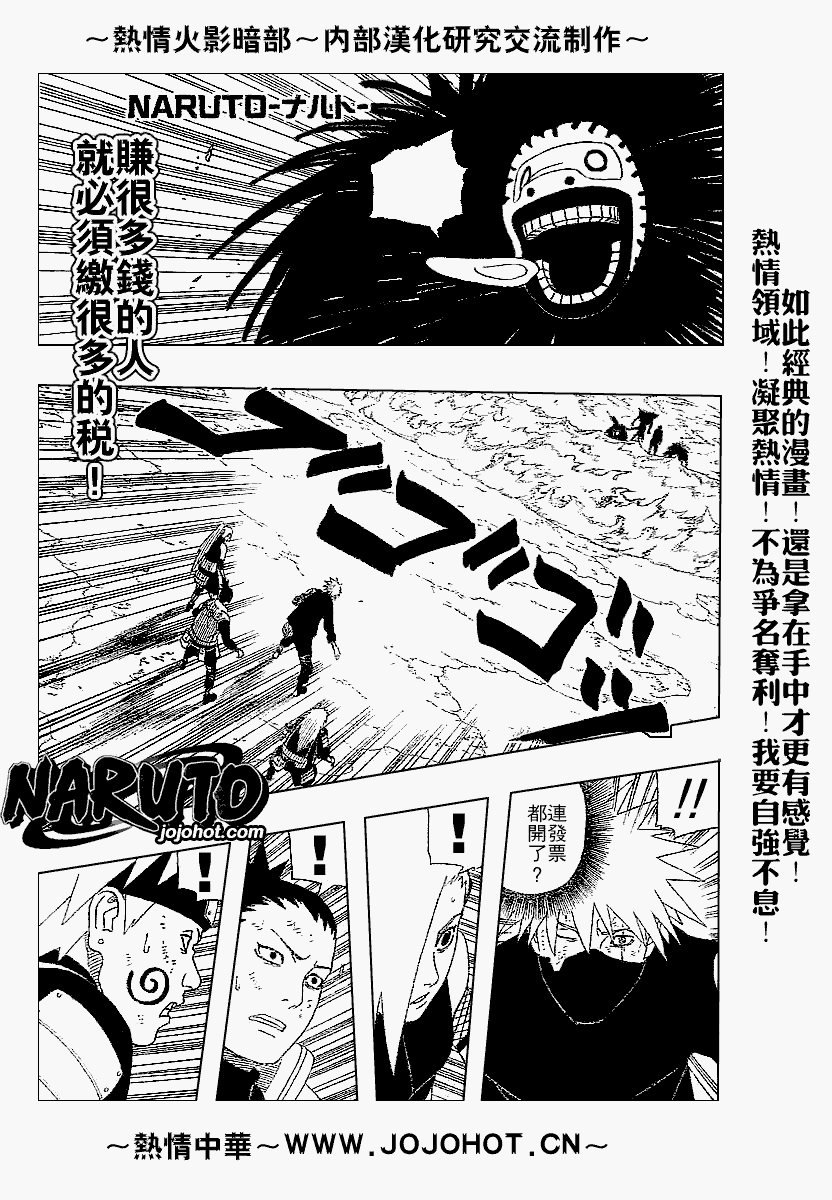 ～熱情火影暗部～内部漢化研究交流制作～
NARUTO-ナルト-
賺很多錢的人
就必須繳很多的税！
如此經典的漫畫！還是拿在手中才更有感覺！
熱情領域！凝聚熱情！不為爭名奪利！我要自強不息！
ゴゴゴゴ
NARUTO
jojohot.com
!!
連發票
都開了？
!
!
!
～熱情中華～WWW.JOJOHOT.CN～